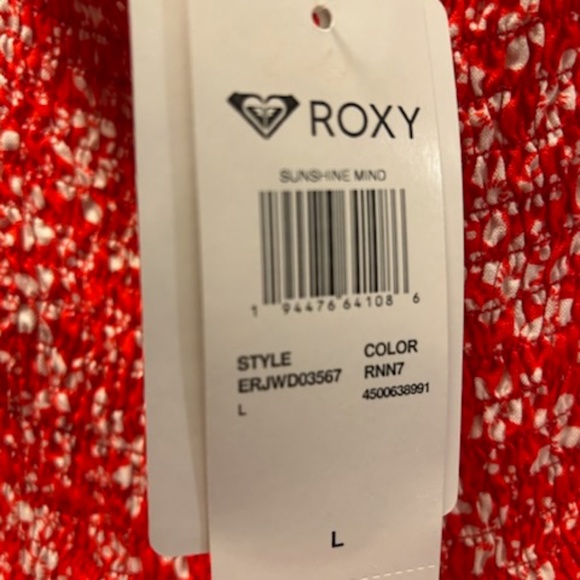 ROXY
SUNSHINE MIND
1 94476 64108 6
STYLE COLOR
ERJWD03567 RNN7
L 4500638991
L